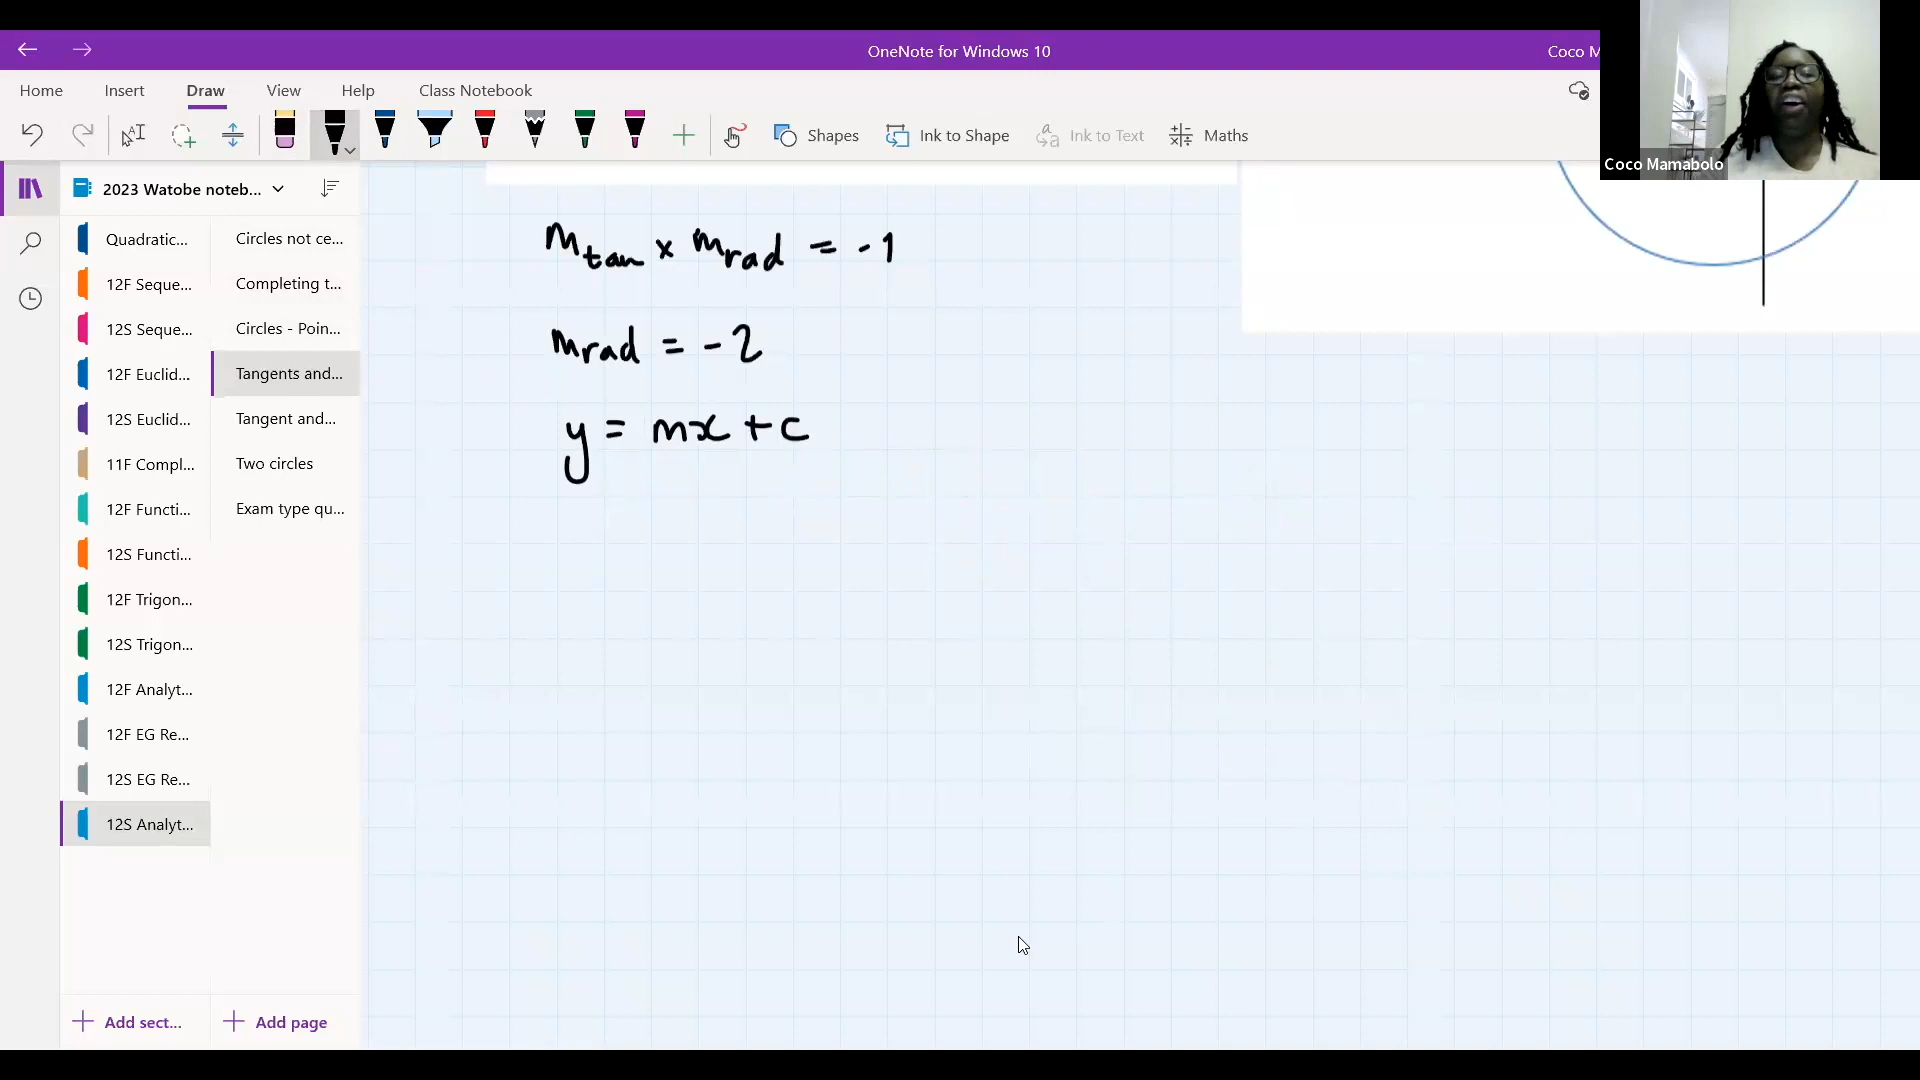 OneNote for Windows 10
Coco M
Home Insert Draw View Help Class Notebook
Shapes Ink to Shape Ink to Text Maths
Coco Mamabolo
2023 Watobe noteb...
Quadratic...
12F Seque...
12S Seque...
12F Euclid...
12S Euclid...
11F Compl...
12F Functi...
12S Functi...
12F Trigon...
12S Trigon...
12F Analyt...
12F EG Re...
12S EG Re...
12S Analyt...
Add sect...
Circles not ce...
Completing t...
Circles - Poin...
Tangents and...
Tangent and...
Two circles
Exam type qu...
Add page
m_tan × m_rad = -1
m_rad = -2
y = mx + c